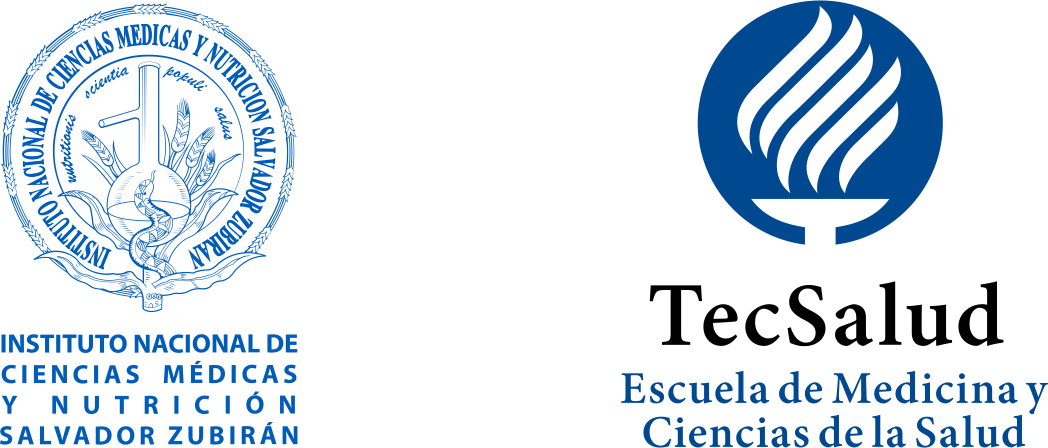 INSTITUTO NACIONAL DE CIENCIAS MEDICAS Y NUTRICION SALVADOR ZUBIRAN
nutritionis scientia populi salus
INSTITUTO NACIONAL DE
CIENCIAS MÉDICAS
Y NUTRICIÓN
SALVADOR ZUBIRÁN
TecSalud
Escuela de Medicina y
Ciencias de la Salud